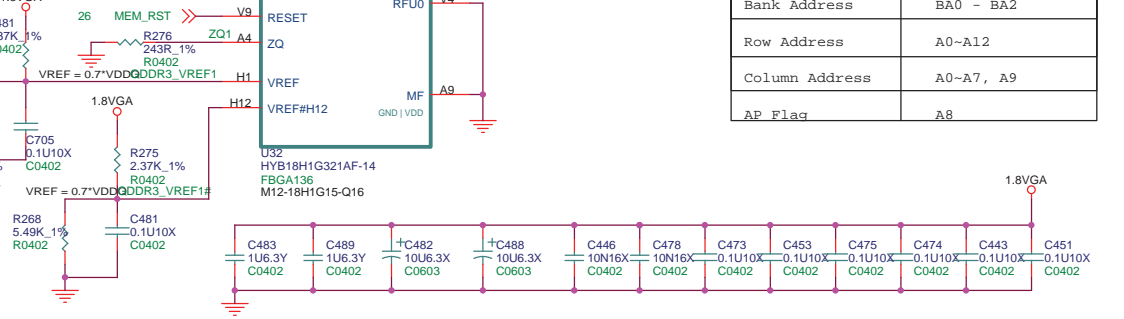 26 MEM_RST V9 RESET
RFU0
R276
243R_1%
R0402
ZQ1 A4 ZQ
VREF = 0.7*VDDQ
GDDR3_VREF1
H1 VREF
H12 VREF#H12
MF A9
GND | VDD
1.8VGA
C705
0.1U10X
C0402
R275
2.37K_1%
R0402
U32
HYB18H1G321AF-14
FBGA136
M12-18H1G15-Q16
VREF = 0.7*VDDQ
GDDR3_VREF1#
R268
5.49K_1%
R0402
C481
0.1U10X
C0402
Bank Address BA0 - BA2
Row Address A0~A12
Column Address A0~A7, A9
AP Flag A8
1.8VGA
C483
1U6.3Y
C0402
C489
1U6.3Y
C0402
C482
10U6.3X
C0603
C488
10U6.3X
C0603
C446
10N16X
C0402
C478
10N16X
C0402
C473
0.1U10X
C0402
C453
0.1U10X
C0402
C475
0.1U10X
C0402
C474
0.1U10X
C0402
C443
0.1U10X
C0402
C451
0.1U10X
C0402